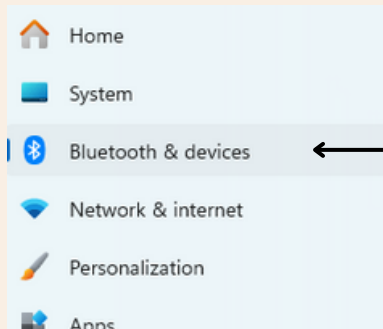 Home
System
Bluetooth & devices
Network & internet
Personalization
Apps